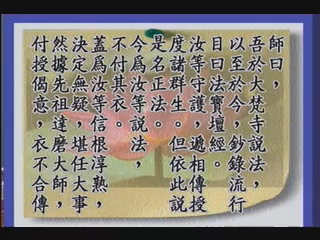 師曰，
吾於大梵寺說法，
以至於今，鈔錄流行
目曰法寶壇經。
汝等守護，遞相傳授
度諸群生。但依此說
是名正法。
今為汝等說法，
不付其衣。
蓋為汝等信根淳熟，
決定無疑，堪任大事
然據先祖達磨大師，
付授偈意，衣不合傳